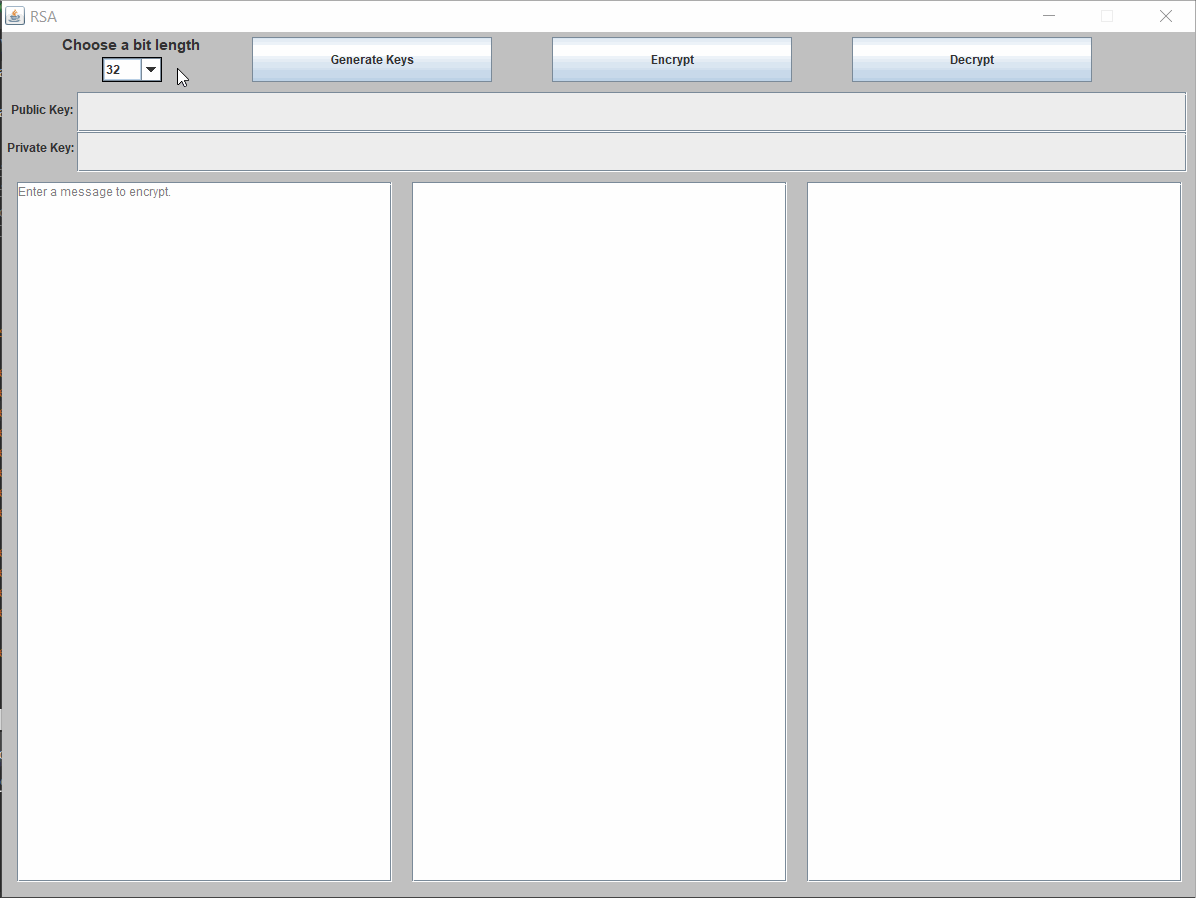 RSA
Choose a bit length
32
Generate Keys
Encrypt
Decrypt
Public Key:
Private Key:
Enter a message to encrypt.